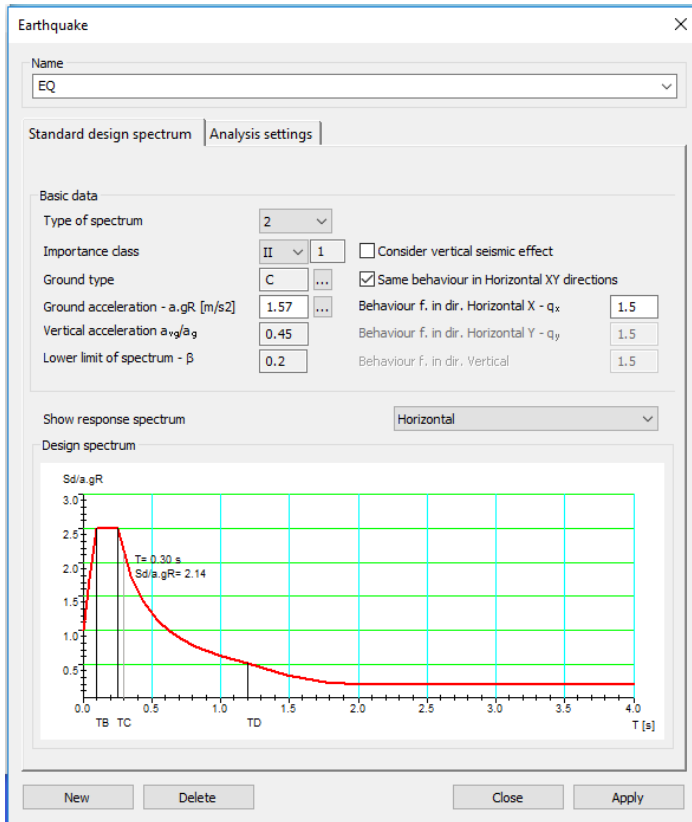 Earthquake
Name
EQ
Standard design spectrum Analysis settings
Basic data
Type of spectrum 2
Importance class II 1 Consider vertical seismic effect
Ground type C ... Same behaviour in Horizontal XY directions
Ground acceleration - a.gR [m/s2] 1.57 ... Behaviour f. in dir. Horizontal X - qx 1.5
Vertical acceleration avg/ag 0.45 Behaviour f. in dir. Horizontal Y - qy 1.5
Lower limit of spectrum - β 0.2 Behaviour f. in dir. Vertical 1.5
Show response spectrum Horizontal
Design spectrum
Sd/a.gR
3.0
2.5
T= 0.30 s
2.0
Sd/a.gR= 2.14
1.5
1.0
0.5
0.0 0.5 1.0 1.5 2.0 2.5 3.0 3.5 4.0
TB TC TD T [s]
New Delete Close Apply